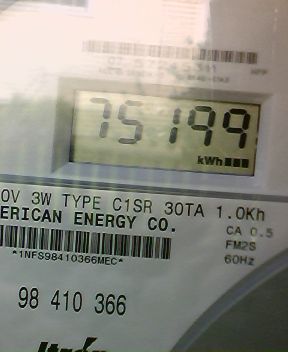 75199
kWh
0V 3W TYPE C1SR 30TA 1.0Kh
ERICAN ENERGY CO.
CA 0.5
FM2S
60Hz
*1NFS98410366MEC*
98 410 366
Itron